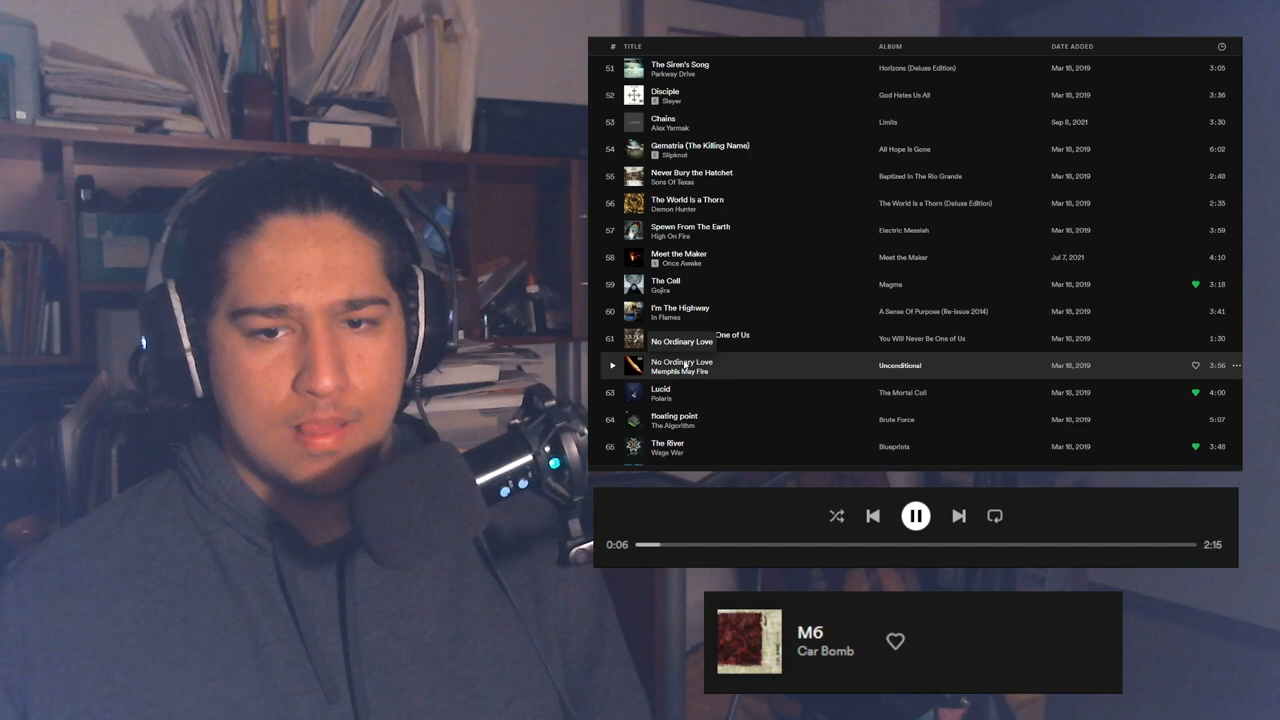 # TITLE ALBUM DATE ADDED
51 The Siren's Song Horizons (Deluxe Edition) Mar 18, 2019 3:05
Parkway Drive
52 Disciple God Hates Us All Mar 18, 2019 3:36
E Slayer
53 Chains Limits Sep 8, 2021 3:30
Alex Yarmak
54 Gematria (The Killing Name) All Hope Is Gone Mar 18, 2019 6:02
E Slipknot
55 Never Bury the Hatchet Baptized In The Rio Grande Mar 18, 2019 2:48
Sons Of Texas
56 The World Is a Thorn The World Is a Thorn (Deluxe Edition) Mar 18, 2019 2:35
Demon Hunter
57 Spewn From The Earth Electric Messiah Mar 18, 2019 3:59
High On Fire
58 Meet the Maker Meet the Maker Jul 7, 2021 4:10
E Once Awake
59 The Cell Magma Mar 18, 2019 3:18
Gojira
60 I'm The Highway A Sense Of Purpose (Re-issue 2014) Mar 18, 2019 3:41
In Flames
61 One of Us You Will Never Be One of Us Mar 18, 2019 1:30
No Ordinary Love
No Ordinary Love Unconditional Mar 18, 2019 3:56
Memphis May Fire
63 Lucid The Mortal Coil Mar 18, 2019 4:00
Polaris
64 floating point Brute Force Mar 18, 2019 5:07
The Algorithm
65 The River Blueprints Mar 18, 2019 3:48
Wage War
0:06 2:15
M6
Car Bomb